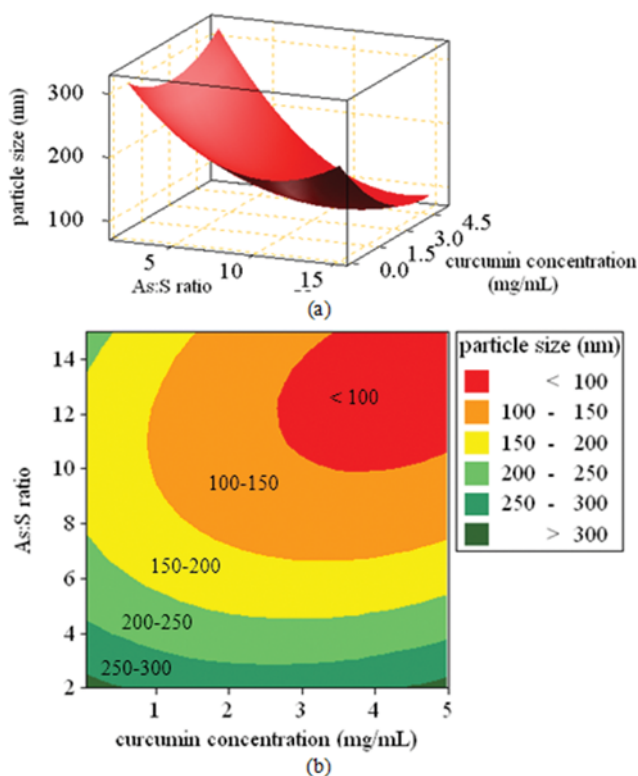 300
200
100
particle size (nm)
5
10
15
As:S ratio
0.0
1.5
3.0
4.5
curcumin concentration
(mg/mL)
(a)
14
12
10
8
6
4
2
As:S ratio
< 100
100-150
150-200
200-250
250-300
1
2
3
4
5
curcumin concentration (mg/mL)
particle size (nm)
< 100
100 - 150
150 - 200
200 - 250
250 - 300
> 300
(b)